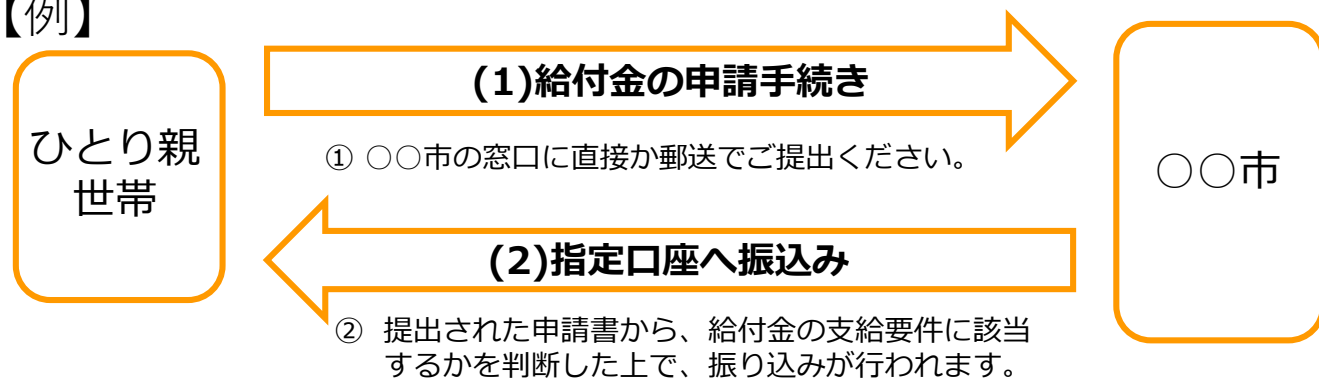 【例】
(1)給付金の申請手続き
ひとり親
世帯
① ○○市の窓口に直接か郵送でご提出ください。
○○市
(2)指定口座へ振込み
② 提出された申請書から、給付金の支給要件に該当
するかを判断した上で、振り込みが行われます。